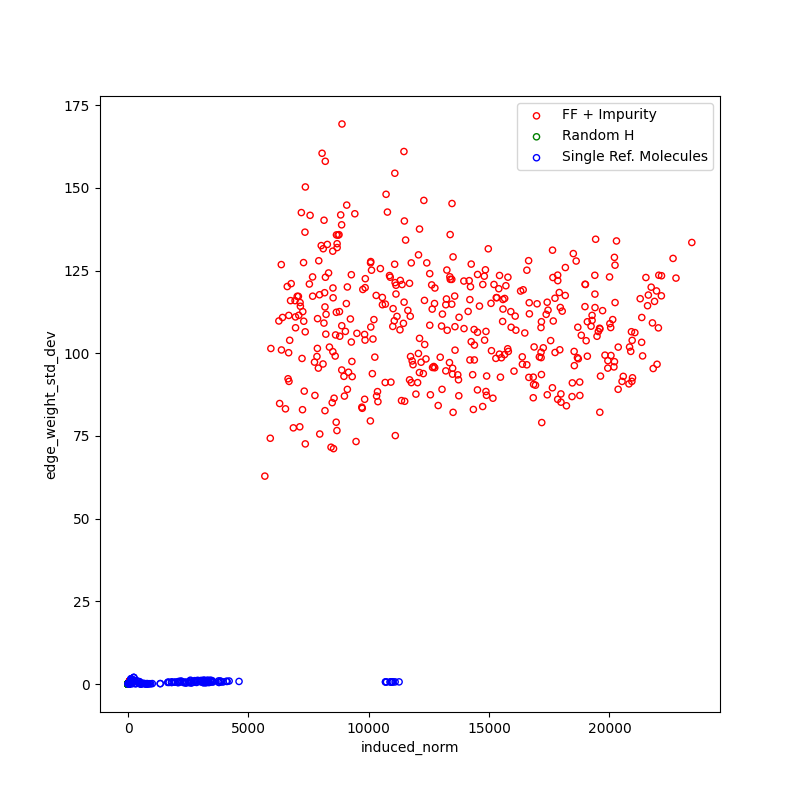 175
150
125
100
75
50
25
0
edge_weight_std_dev
FF + Impurity
Random H
Single Ref. Molecules
0 5000 10000 15000 20000
induced_norm